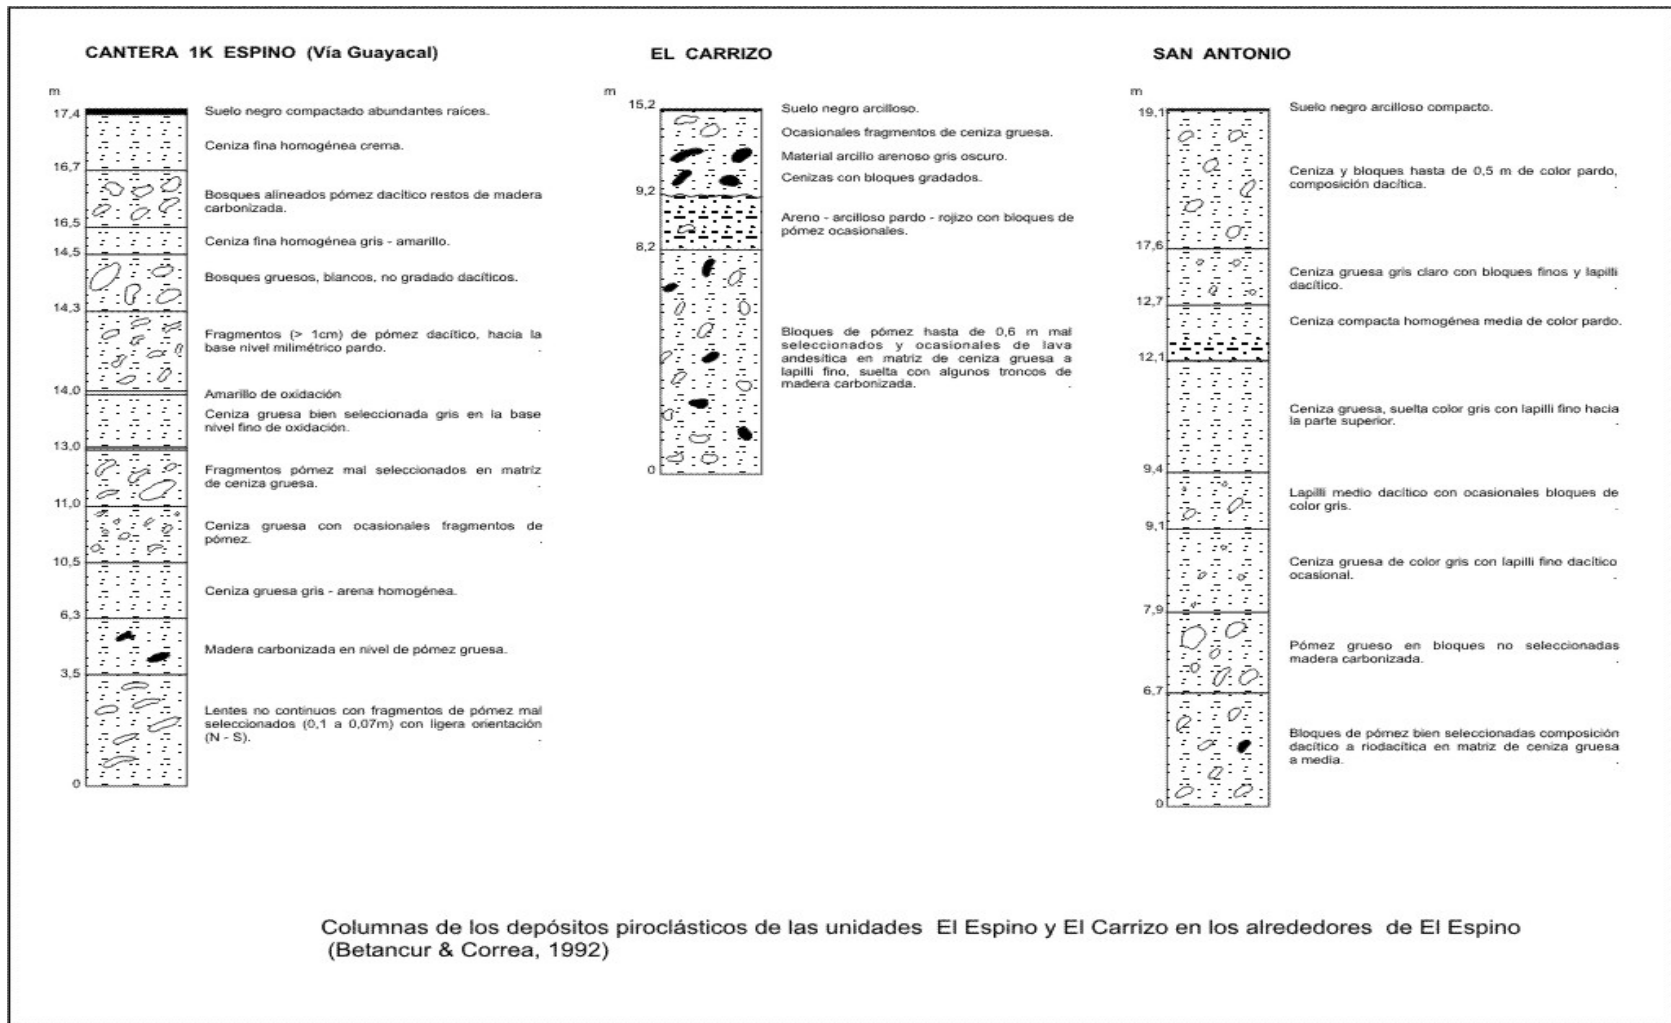 CANTERA 1K ESPINO (Vía Guayacal)
m
17,4
Suelo negro compactado abundantes raíces.
Ceniza fina homogénea crema.
16,7
Bosques alineados pómez dacítico restos de madera
carbonizada.
16,5
Ceniza fina homogénea gris - amarillo.
14,5
Bosques gruesos, blancos, no gradado dacíticos.
14,3
Fragmentos (> 1cm) de pómez dacítico, hacia la
base nivel milimétrico pardo.
14,0
Amarillo de oxidación
Ceniza gruesa bien seleccionada gris en la base
nivel fino de oxidación.
13,0
Fragmentos pómez mal seleccionados en matríz
de ceniza gruesa.
11,0
Ceniza gruesa con ocasionales fragmentos de
pómez.
10,5
Ceniza gruesa gris - arena homogénea.
6,3
Madera carbonizada en nivel de pómez gruesa.
3,5
Lentes no continuos con fragmentos de pómez mal
seleccionados (0,1 a 0,07m) con ligera orientación
(N - S).
0
EL CARRIZO
m
15,2
Suelo negro arcilloso.
Ocasionales fragmentos de ceniza gruesa.
Material arcillo arenoso gris oscuro.
Cenizas con bloques gradados.
9,2
Areno - arcilloso pardo - rojizo con bloques de
pómez ocasionales.
8,2
Bloques de pómez hasta de 0,6 m mal
seleccionados y ocasionales de lava
andesítica en matriz de ceniza gruesa a
lapilli fino, suelta con algunos troncos de
madera carbonizada.
0
SAN ANTONIO
m
19,1
Suelo negro arcilloso compacto.
Ceniza y bloques hasta de 0,5 m de color pardo,
composición dacítica.
17,6
Ceniza gruesa gris claro con bloques finos y lapilli
dacítico.
12,7
Ceniza compacta homogénea media de color pardo.
12,1
Ceniza gruesa, suelta color gris con lapilli fino hacia
la parte superior.
9,4
Lapilli medio dacítico con ocasionales bloques de
color gris.
9,1
Ceniza gruesa de color gris con lapilli fino dacítico
ocasional.
7,9
Pómez grueso en bloques no seleccionadas
madera carbonizada.
6,7
Bloques de pómez bien seleccionadas composición
dacítico a riodacítica en matriz de ceniza gruesa
a media.
0
Columnas de los depósitos piroclásticos de las unidades El Espino y El Carrizo en los alrededores de El Espino
(Betancur & Correa, 1992)